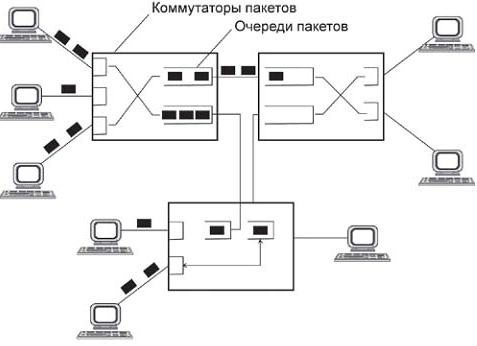 Коммутаторы пакетов
Очереди пакетов